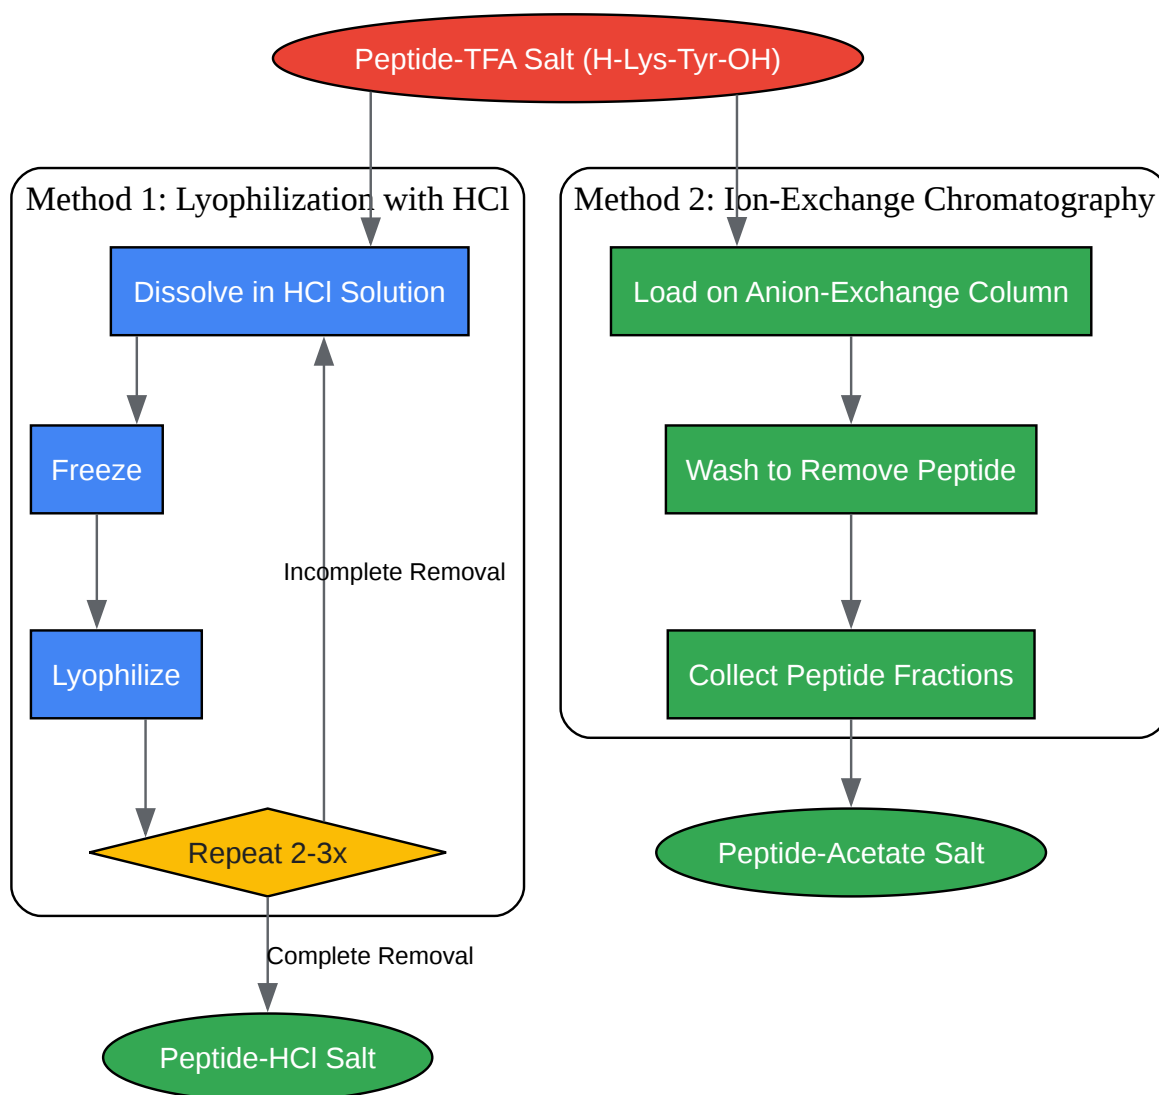 Peptide-TFA Salt (H-Lys-Tyr-OH)
Method 1: Lyophilization with HCl
Dissolve in HCl Solution
Freeze
Incomplete Removal
Lyophilize
Repeat 2-3x
Complete Removal
Peptide-HCl Salt
Method 2: Ion-Exchange Chromatography
Load on Anion-Exchange Column
Wash to Remove Peptide
Collect Peptide Fractions
Peptide-Acetate Salt